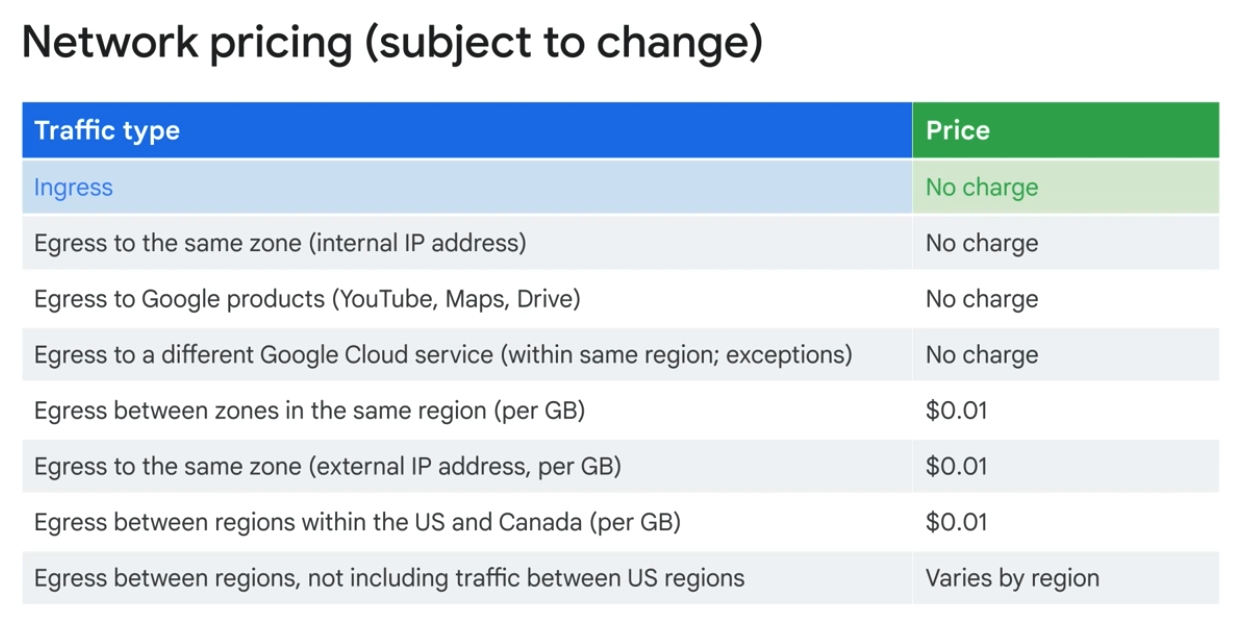 Network pricing (subject to change)
Traffic type Price
Ingress No charge
Egress to the same zone (internal IP address) No charge
Egress to Google products (YouTube, Maps, Drive) No charge
Egress to a different Google Cloud service (within same region; exceptions) No charge
Egress between zones in the same region (per GB) $0.01
Egress to the same zone (external IP address, per GB) $0.01
Egress between regions within the US and Canada (per GB) $0.01
Egress between regions, not including traffic between US regions Varies by region